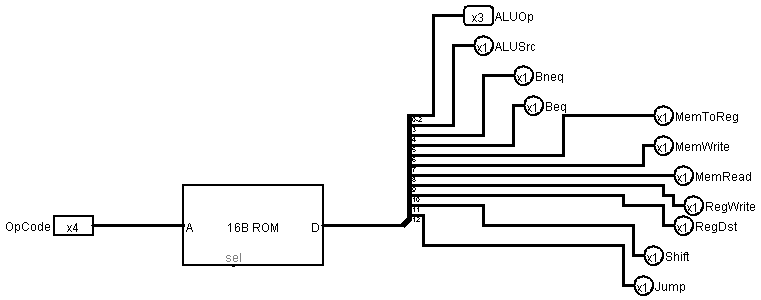 x3 ALUOp
x1 ALUSrc
x1 Bneq
x1 Beq
0-2
3
4
5
6
7
8
9
10
11
12
x1 MemToReg
x1 MemWrite
x1 MemRead
x1 RegWrite
x1 RegDst
OpCode x4
A 16B ROM D
sel
x1 Shift
x1 Jump